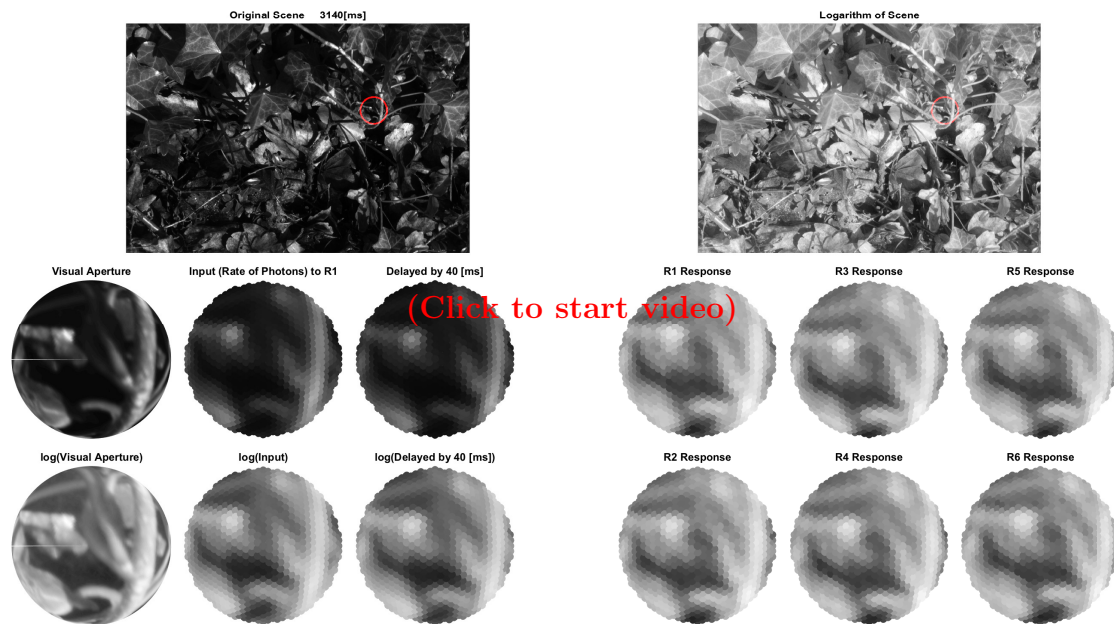 Original Scene 3140[ms]
Logarithm of Scene
Visual Aperture
Input (Rate of Photons) to R1
Delayed by 40 [ms]
R1 Response
R3 Response
R5 Response
(Click to start video)
log(Visual Aperture)
log(Input)
log(Delayed by 40 [ms])
R2 Response
R4 Response
R6 Response